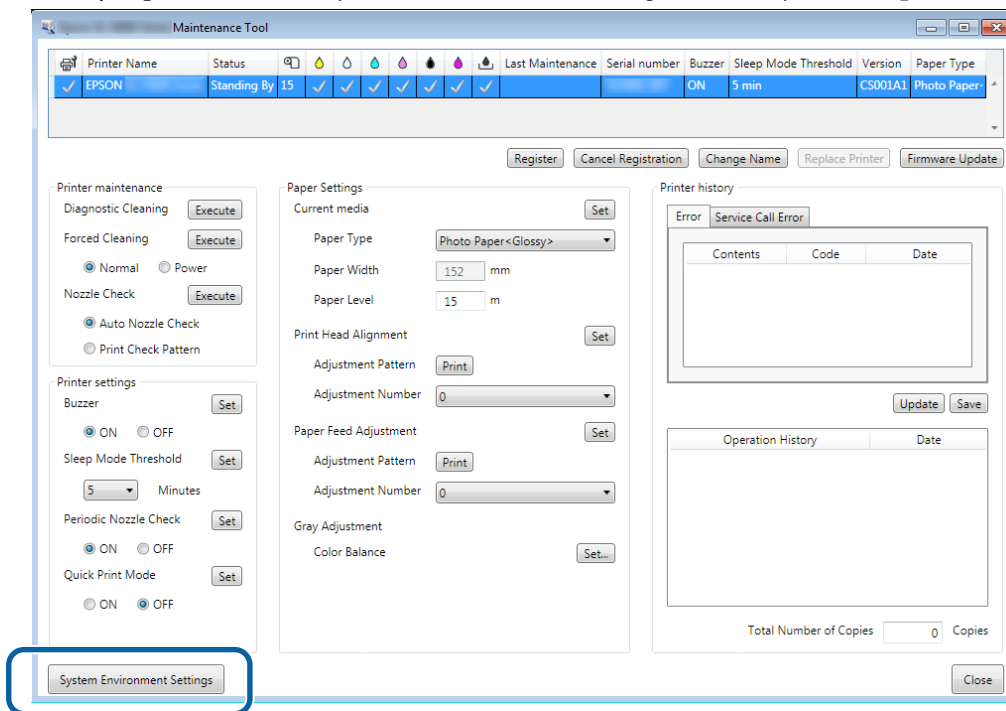 Maintenance Tool
Printer Name Status Last Maintenance Serial number Buzzer Sleep Mode Threshold Version Paper Type
EPSON Standing By 15 ON 5 min CS001A1 Photo Paper
Register Cancel Registration Change Name Replace Printer Firmware Update
Printer maintenance
Diagnostic Cleaning Execute
Forced Cleaning Execute
Normal Power
Nozzle Check Execute
Auto Nozzle Check
Print Check Pattern
Printer settings
Buzzer Set
ON OFF
Sleep Mode Threshold Set
5 Minutes
Periodic Nozzle Check Set
ON OFF
Quick Print Mode Set
ON OFF
Paper Settings
Current media Set
Paper Type Photo Paper<Glossy>
Paper Width 152 mm
Paper Level 15 m
Print Head Alignment Set
Adjustment Pattern Print
Adjustment Number 0
Paper Feed Adjustment Set
Adjustment Pattern Print
Adjustment Number 0
Gray Adjustment
Color Balance Set...
Printer history
Error Service Call Error
Contents Code Date
Update Save
Operation History Date
Total Number of Copies 0 Copies
System Environment Settings Close